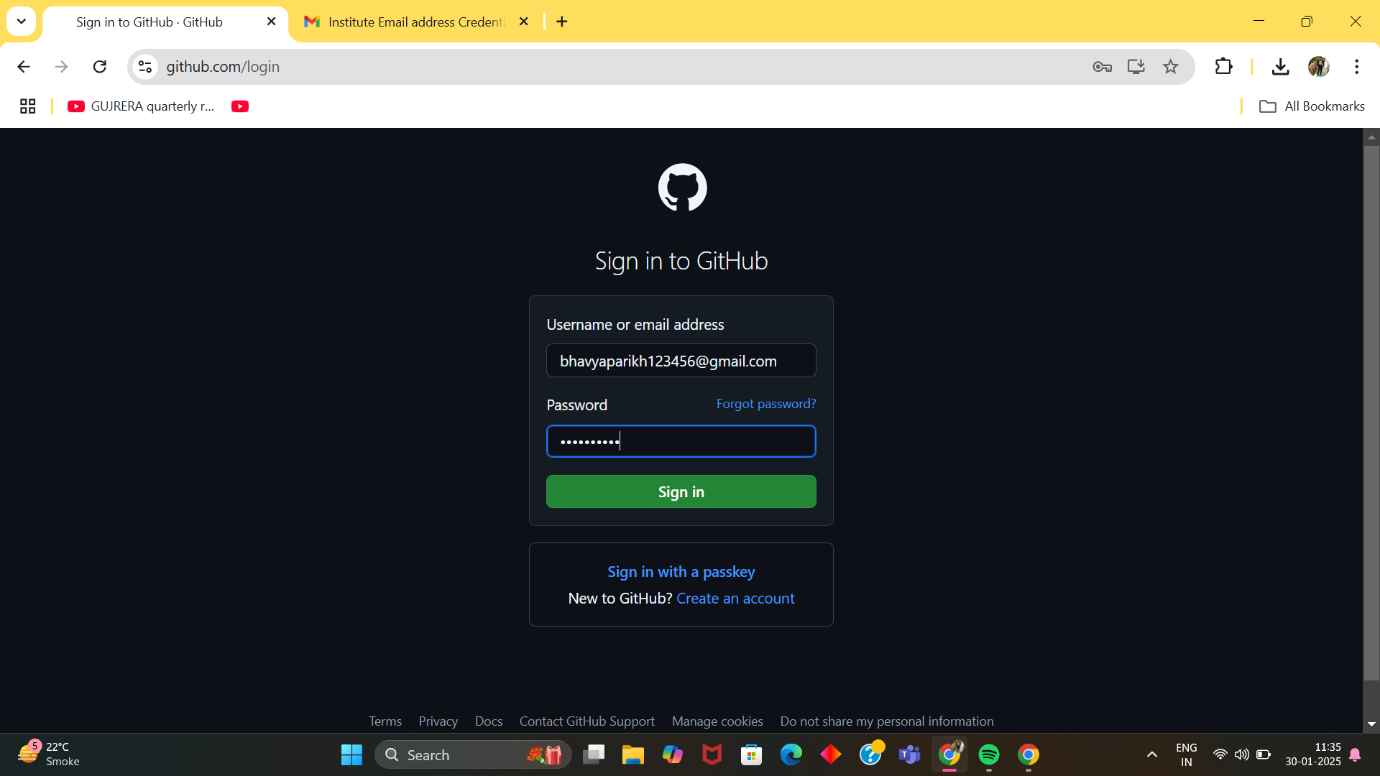 Sign in to GitHub · GitHub
Institute Email address Credenti
github.com/login
GUJRERA quarterly r...
All Bookmarks
Sign in to GitHub
Username or email address
bhavyaparikh123456@gmail.com
Password
Forgot password?
••••••••••
Sign in
Sign in with a passkey
New to GitHub? Create an account
Terms
Privacy
Docs
Contact GitHub Support
Manage cookies
Do not share my personal information
5
22°C
Smoke
Search
ENG
IN
11:35
30-01-2025